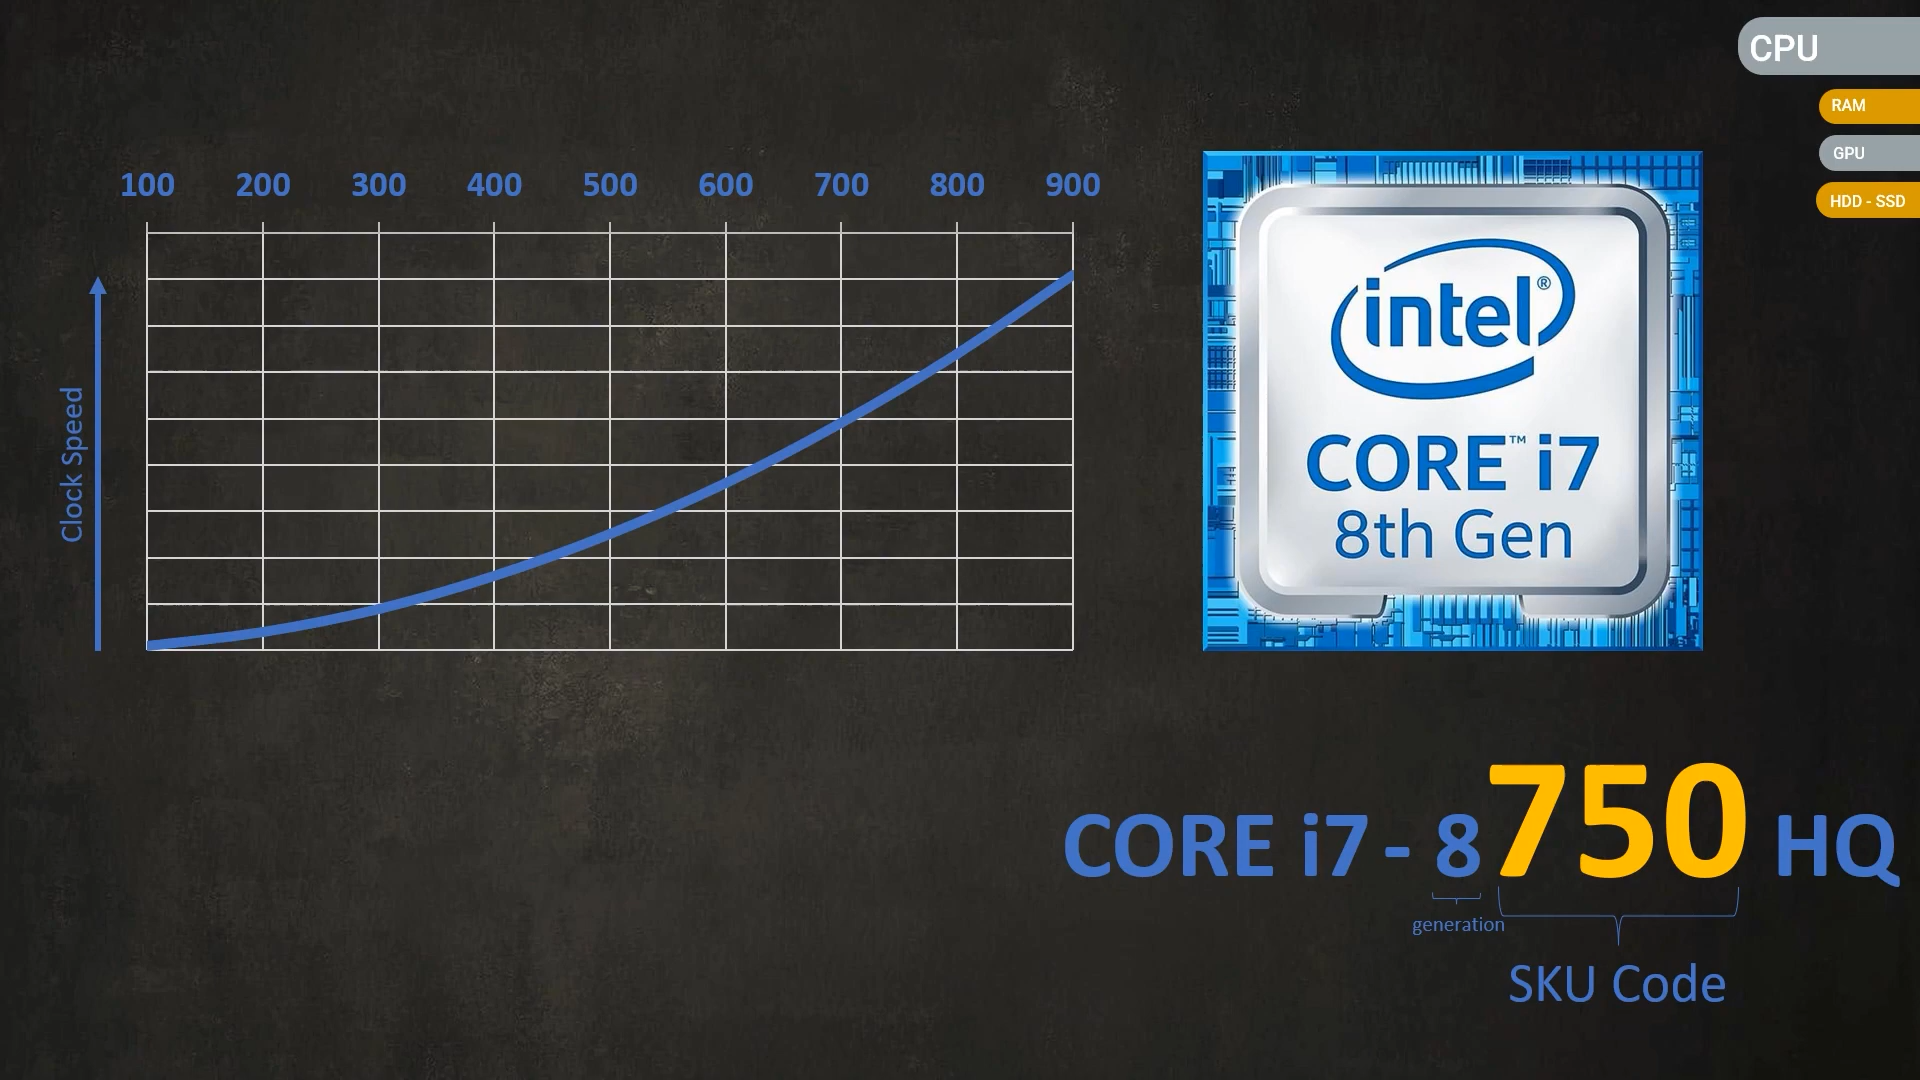 CPU
RAM
GPU
HDD - SSD
100 200 300 400 500 600 700 800 900
Clock Speed
intel®
CORE™ i7
8th Gen
CORE i7 - 8750 HQ
generation
SKU Code